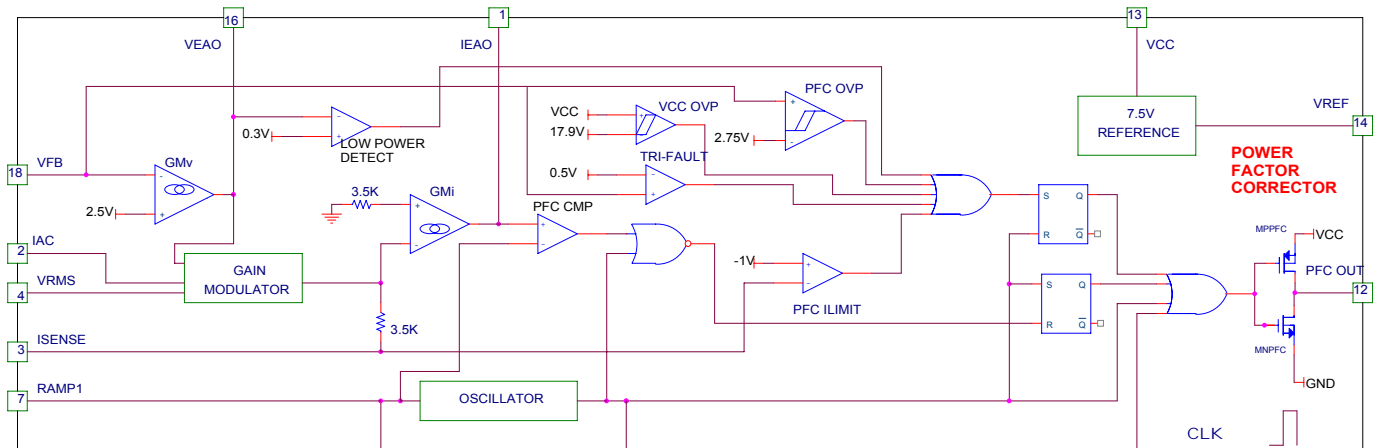 16
1
13
VEAO
IEAO
VCC
VCC OVP
PFC OVP
VCC
17.9V
2.75V
0.3V
LOW POWER
DETECT
7.5V
REFERENCE
VREF
14
TRI-FAULT
0.5V
POWER
FACTOR
CORRECTOR
VFB
18
GMv
2.5V
3.5K
GMi
PFC CMP
S
Q
R
Q
MPPFC
VCC
IAC
2
GAIN
MODULATOR
-1V
PFC OUT
12
VRMS
4
S
Q
R
Q
PFC ILIMIT
3.5K
MNPFC
ISENSE
3
GND
RAMP1
7
OSCILLATOR
CLK